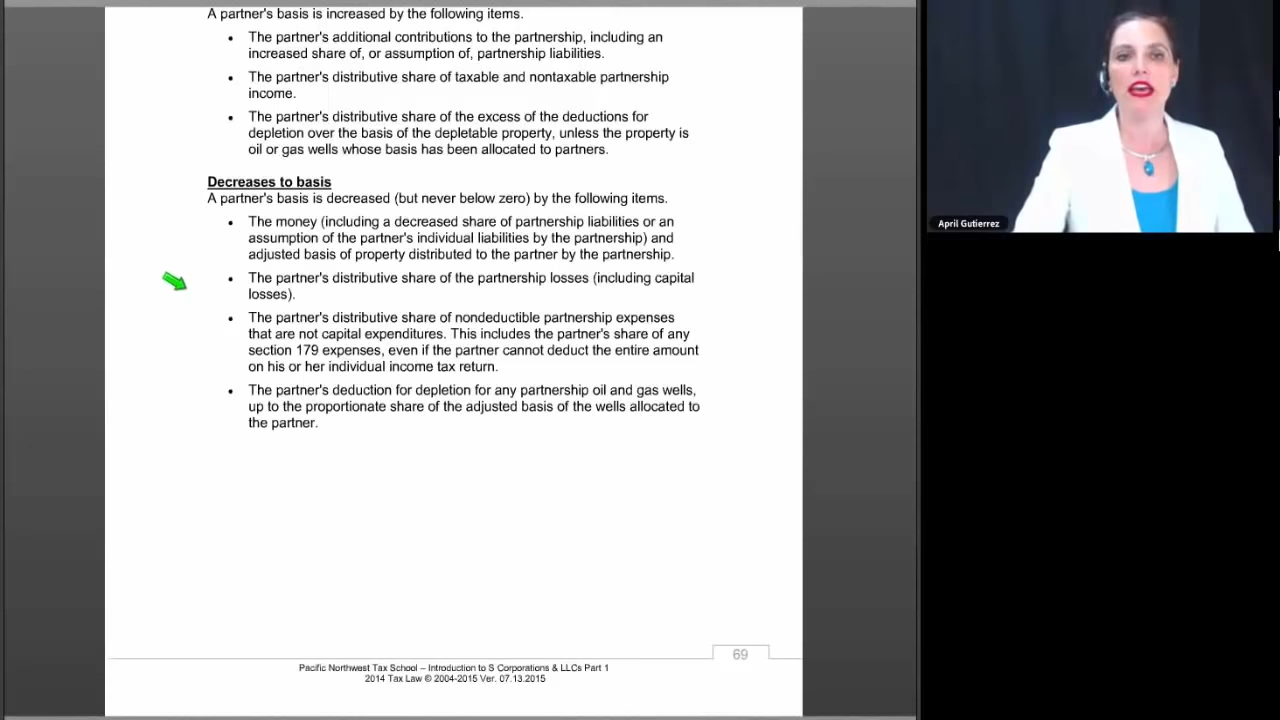 A partner's basis is increased by the following items.
• The partner's additional contributions to the partnership, including an
increased share of, or assumption of, partnership liabilities.
• The partner's distributive share of taxable and nontaxable partnership
income.
• The partner's distributive share of the excess of the deductions for
depletion over the basis of the depletable property, unless the property is
oil or gas wells whose basis has been allocated to partners.
Decreases to basis
A partner's basis is decreased (but never below zero) by the following items.
• The money (including a decreased share of partnership liabilities or an
assumption of the partner's individual liabilities by the partnership) and
adjusted basis of property distributed to the partner by the partnership.
• The partner's distributive share of the partnership losses (including capital
losses).
• The partner's distributive share of nondeductible partnership expenses
that are not capital expenditures. This includes the partner's share of any
section 179 expenses, even if the partner cannot deduct the entire amount
on his or her individual income tax return.
• The partner's deduction for depletion for any partnership oil and gas wells,
up to the proportionate share of the adjusted basis of the wells allocated to
the partner.
69
Pacific Northwest Tax School – Introduction to S Corporations & LLCs Part 1
2014 Tax Law © 2004-2015 Ver. 07.13.2015
April Gutierrez